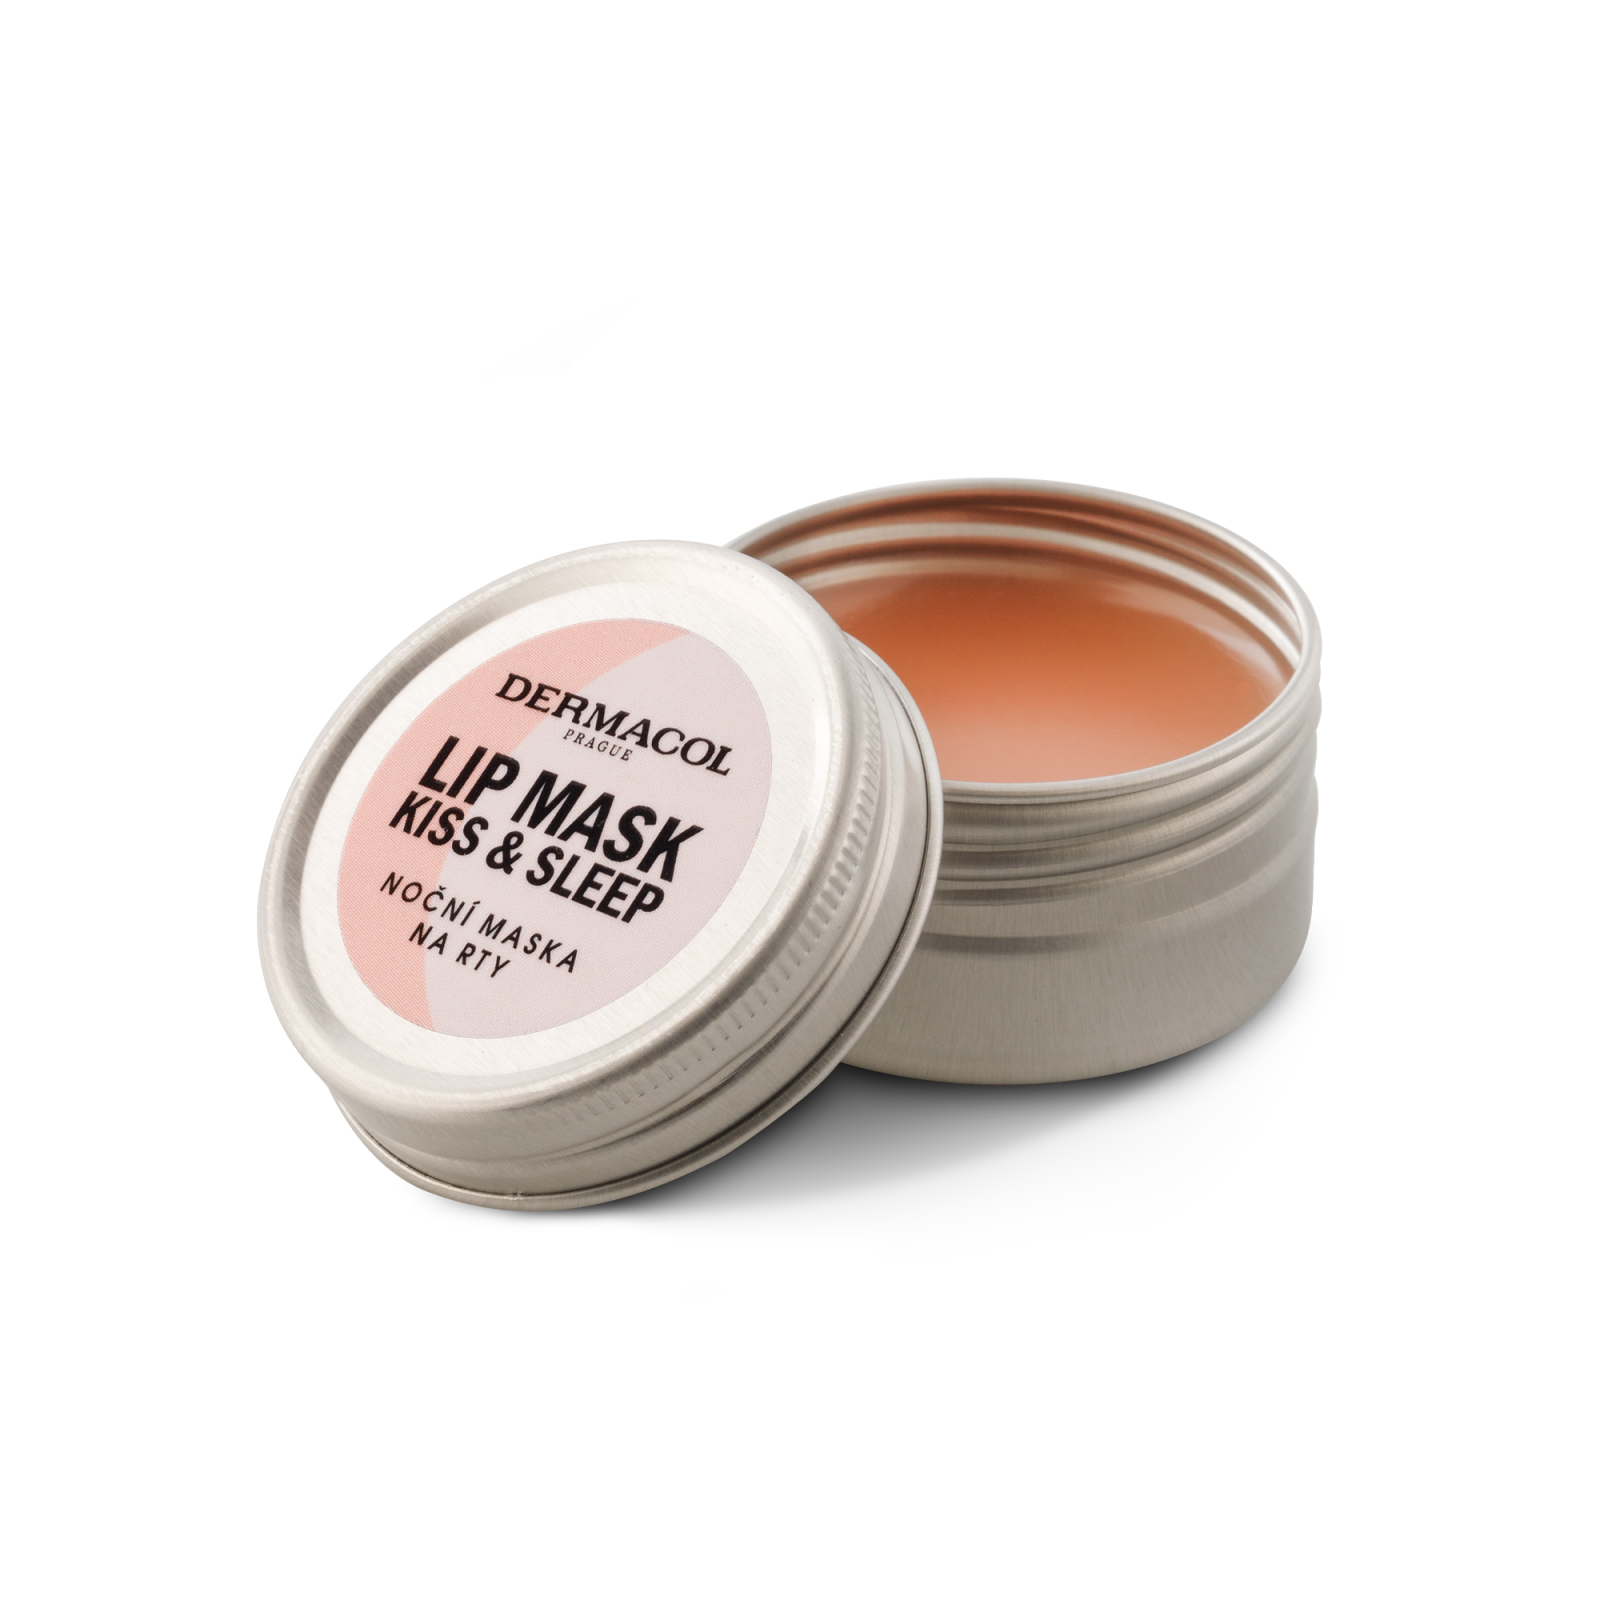 DERMACOL
PRAGUE
LIP MASK
KISS & SLEEP
NOČNÍ MASKA
NA RTY